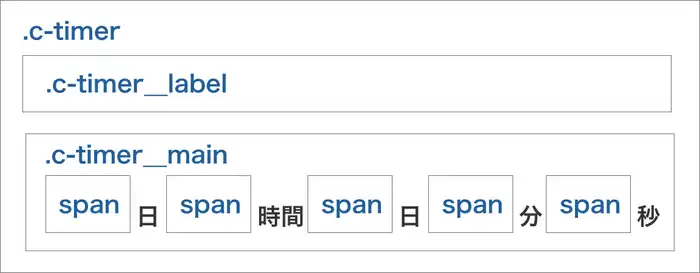 .c-timer
.c-timer__label
.c-timer__main
span 日 span 時間 span 日 span 分 span 秒